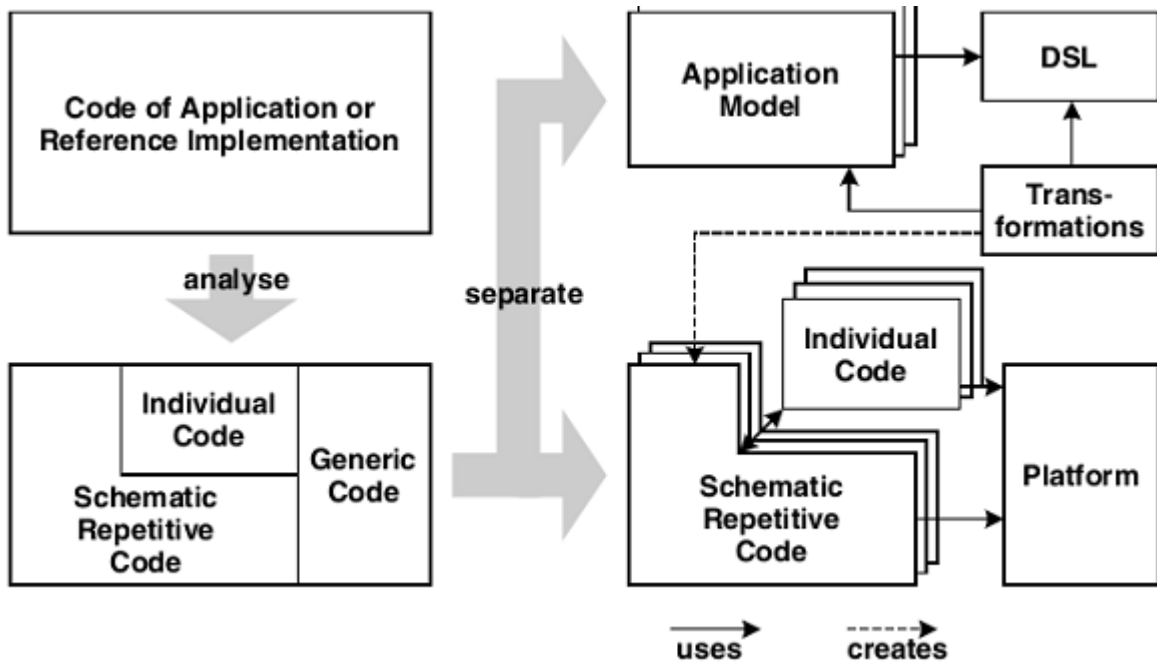 Code of Application or
Reference Implementation
analyse
Individual
Code
Generic
Code
Schematic
Repetitive
Code
separate
Application
Model
DSL
Trans-
formations
Individual
Code
Schematic
Repetitive
Code
Platform
uses
creates